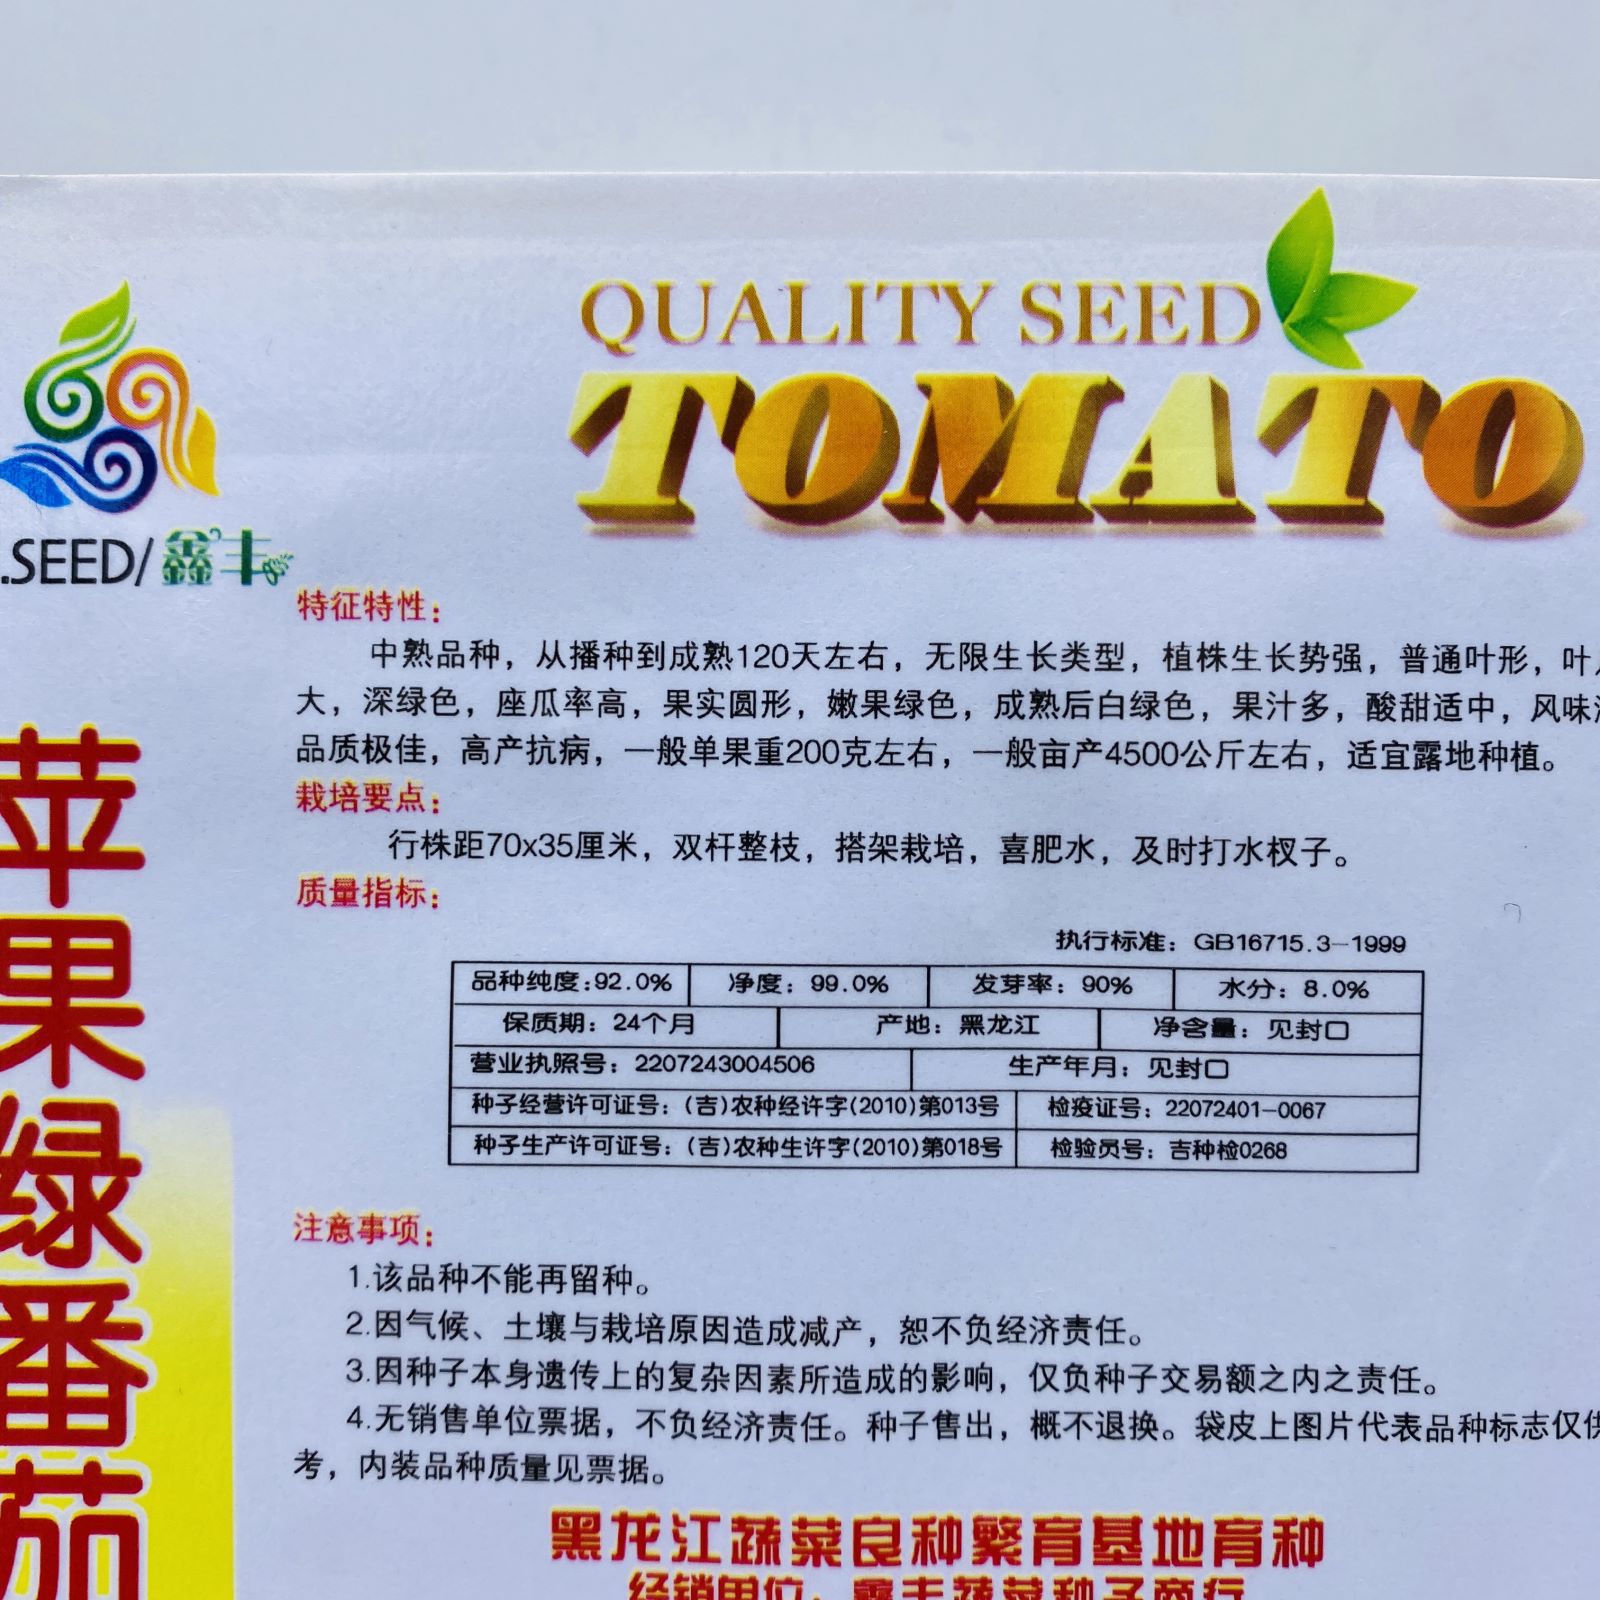 QUALITY SEED
TOMATO
.SEED/鑫丰
苹果绿番茄
特征特性：
中熟品种，从播种到成熟120天左右，无限生长类型，植株生长势强，普通叶形，叶
大，深绿色，座瓜率高，果实圆形，嫩果绿色，成熟后白绿色，果汁多，酸甜适中，风味
品质极佳，高产抗病，一般单果重200克左右，一般亩产4500公斤左右，适宜露地种植。
栽培要点：
行株距70x35厘米，双杆整枝，搭架栽培，喜肥水，及时打水杈子。
质量指标：
执行标准：GB16715.3-1999
品种纯度:92.0% 净度：99.0% 发芽率：90% 水分：8.0%
保质期：24个月 产地：黑龙江 净含量：见封口
营业执照号：2207243004506 生产年月：见封口
种子经营许可证号：(吉)农种经许字(2010)第013号 检疫证号：22072401-0067
种子生产许可证号：(吉)农种生许字(2010)第018号 检验员号：吉种检0268
注意事项：
1.该品种不能再留种。
2.因气候、土壤与栽培原因造成减产，恕不负经济责任。
3.因种子本身遗传上的复杂因素所造成的影响，仅负种子交易额之内之责任。
4.无销售单位票据，不负经济责任。种子售出，概不退换。袋皮上图片代表品种标志仅供
考，内装品种质量见票据。
黑龙江蔬菜良种繁育基地育种
经销单位：鑫丰蔬菜种子商行